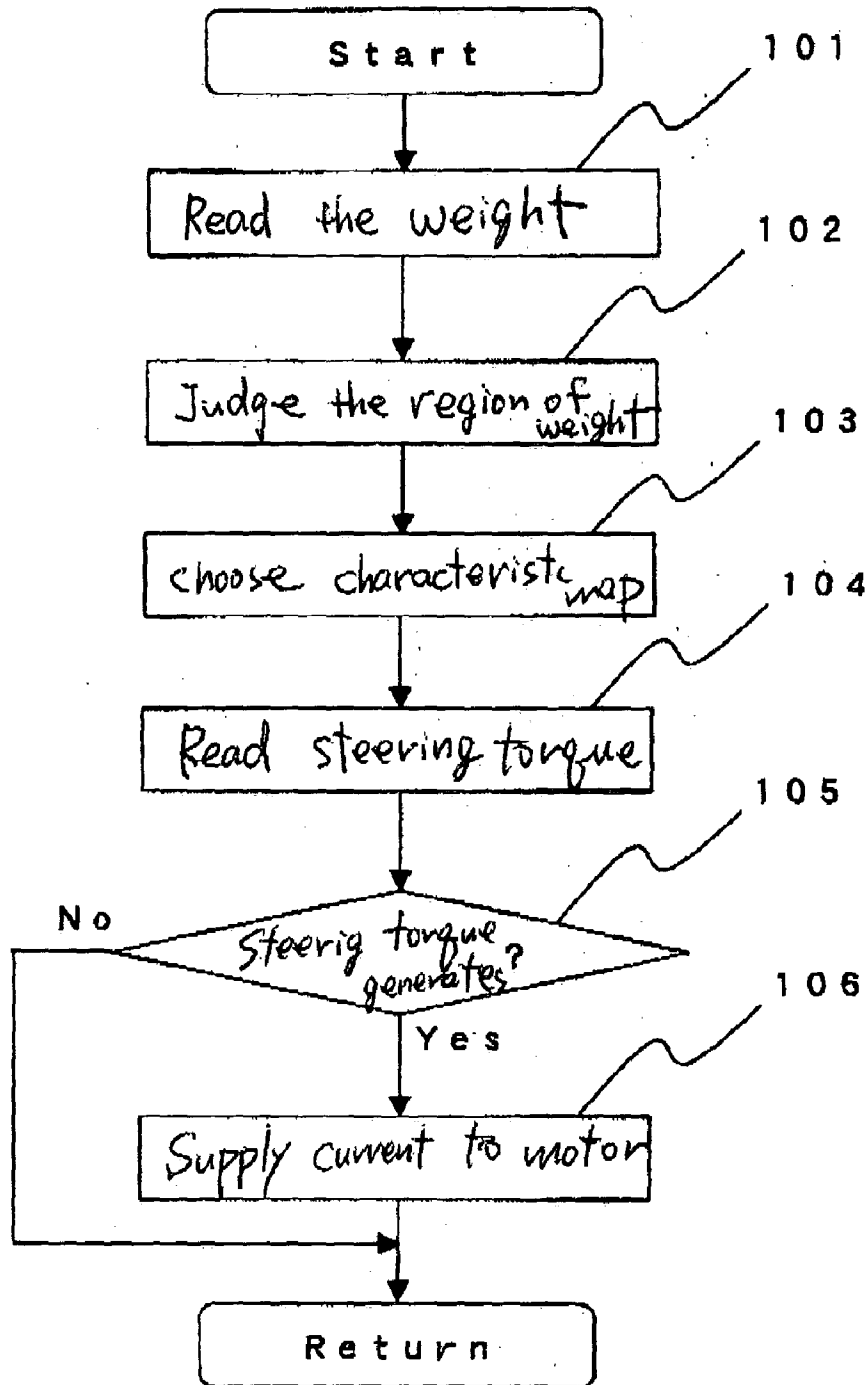 Start
101
Read the weight
102
Judge the region of
weight
103
choose characteristic
map
104
Read steering torque
105
No
Steerig torque
generates?
Yes
106
Supply current to motor
Return